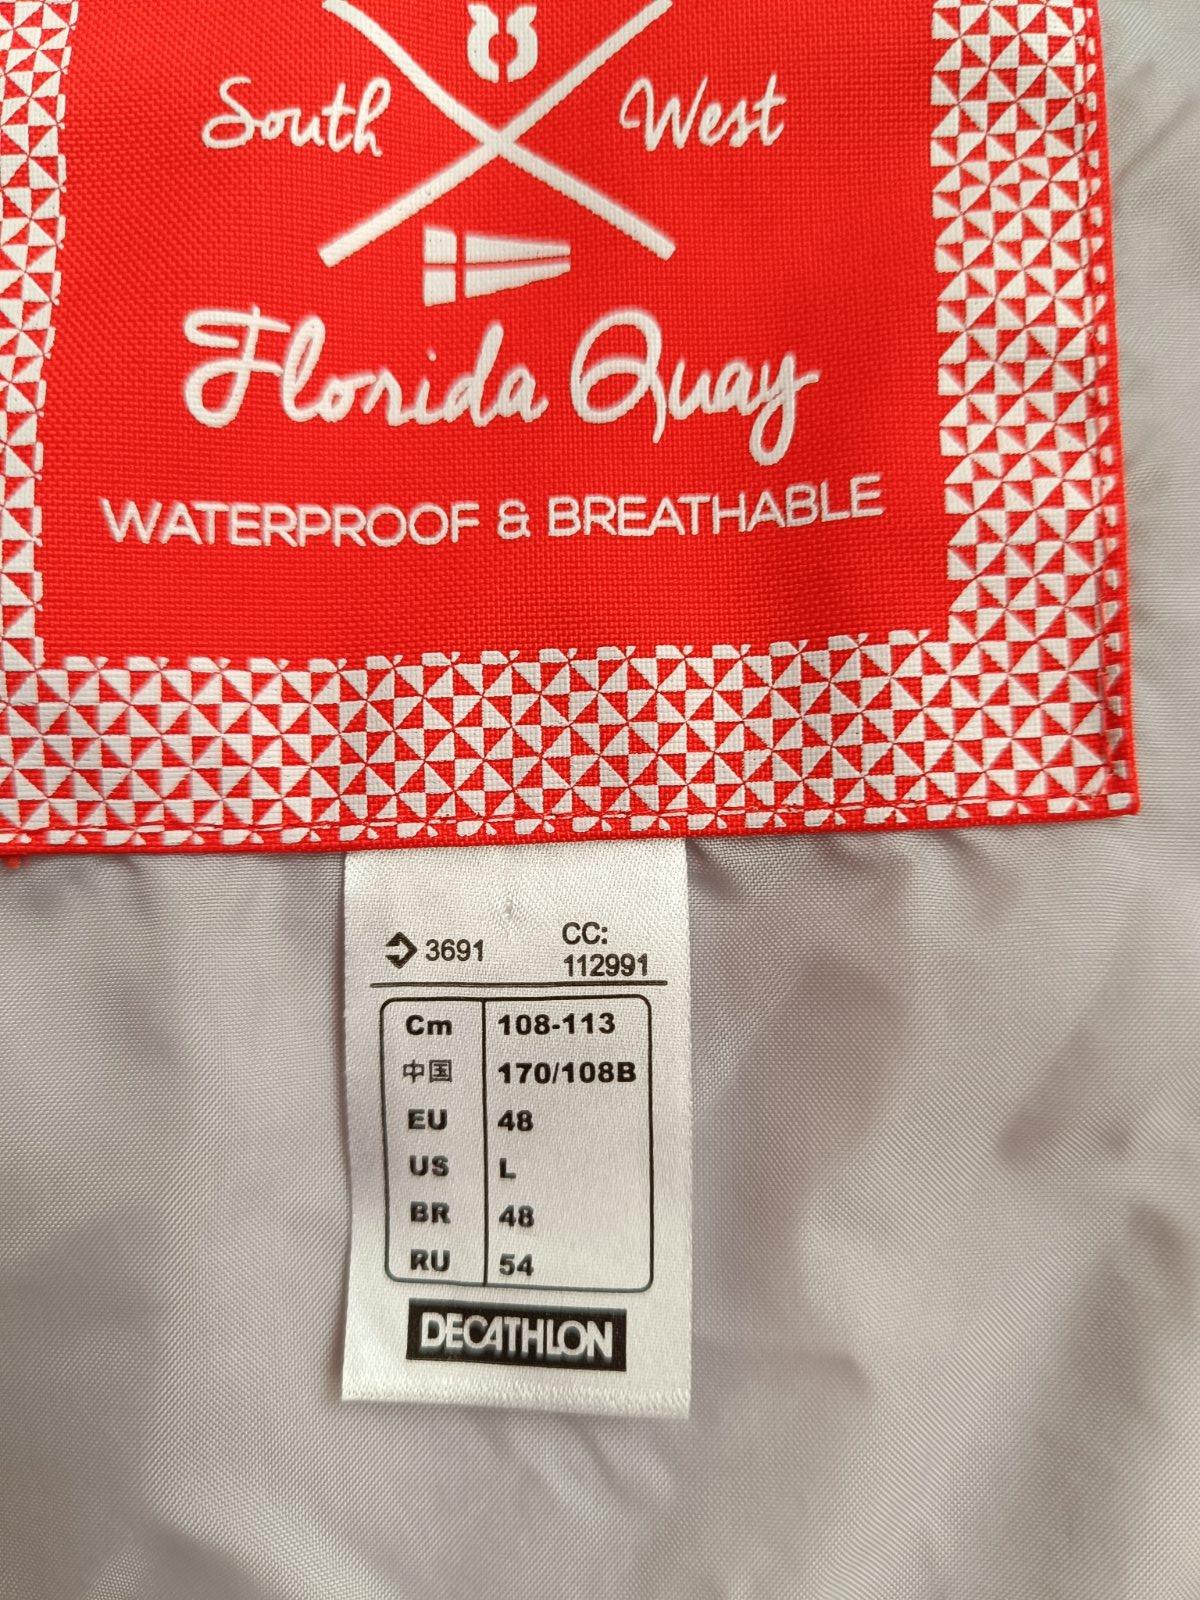 South West
Florida Quay
WATERPROOF & BREATHABLE
3691
CC:
112991
Cm 108-113
中国 170/108B
EU 48
US L
BR 48
RU 54
DECATHLON